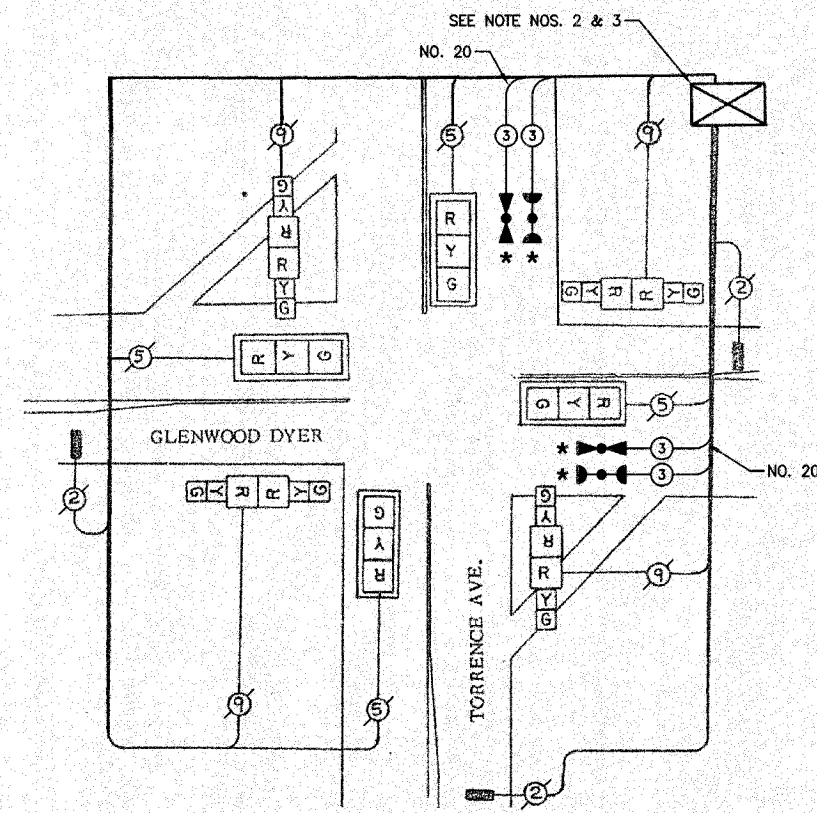 SEE NOTE NOS. 2 & 3
NO. 20
9
5
3
3
9
G
Y
R
R
Y
G
R
Y
G
* *
G Y R R Y G
2
5
R Y G
G Y R
5
GLENWOOD DYER
* 3
* 3
NO. 20
2
G Y R R Y G
G
Y
R
G
Y
R
R
Y
G
9
TORRENCE AVE.
9
5
2